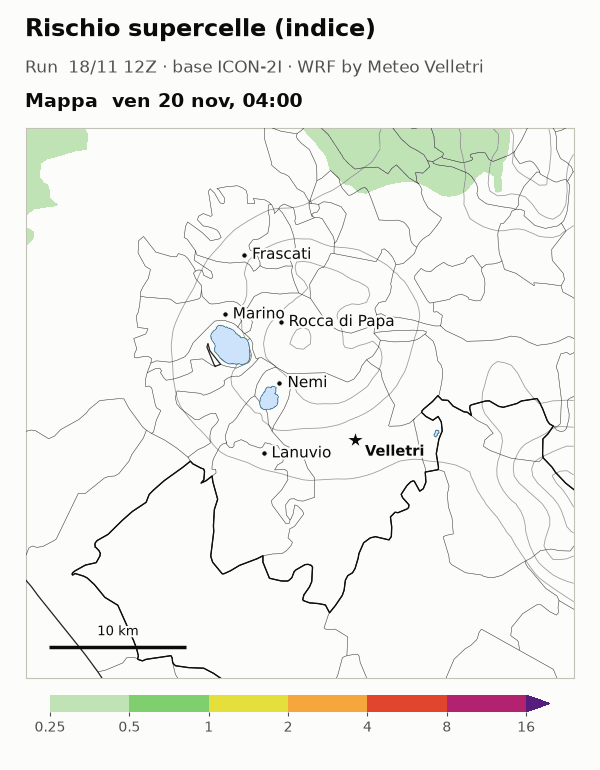 Rischio supercelle (indice)
Run  18/11 12Z · base ICON-2I · WRF by Meteo Velletri
Mappa  ven 20 nov, 04:00
Frascati
Marino
Rocca di Papa
Nemi
Velletri
Lanuvio
10 km
0.25 0.5 1 2 4 8 16